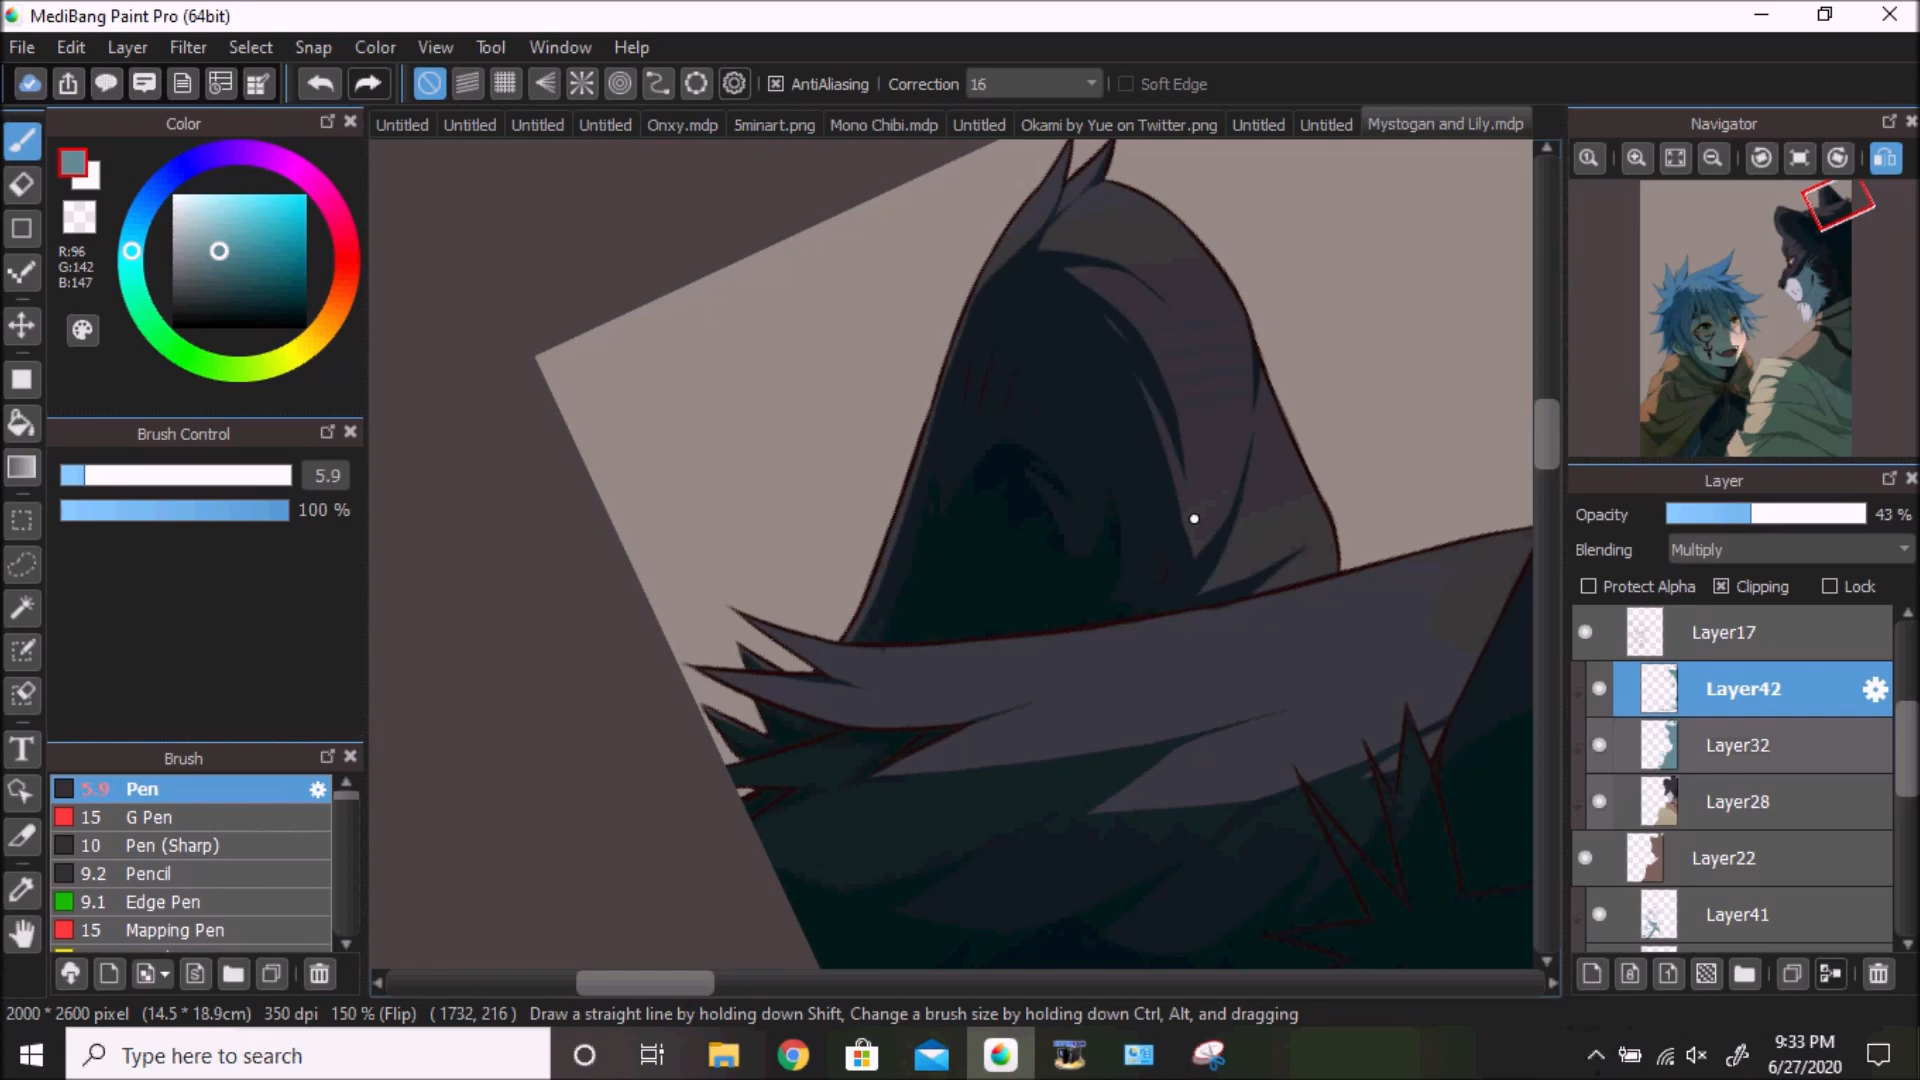 MediBang Paint Pro (64bit)
File Edit Layer Filter Select Snap Color View Tool Window Help
AntiAliasing Correction 16 Soft Edge
Color
Untitled Untitled Untitled Untitled Onxy.mdp 5minart.png Mono Chibi.mdp Untitled Okami by Yue on Twitter.png Untitled Untitled Mystogan and Lily.mdp
Navigator
R:96
G:142
B:147
Brush Control
5.9
100 %
Layer
Opacity 43 %
Blending Multiply
Protect Alpha Clipping Lock
Layer17
Layer42
Layer32
Layer28
Layer22
Layer41
Brush
5.9 Pen
15 G Pen
10 Pen (Sharp)
9.2 Pencil
9.1 Edge Pen
15 Mapping Pen
2000 * 2600 pixel (14.5 * 18.9cm) 350 dpi 150 % (Flip) ( 1732, 216 ) Draw a straight line by holding down Shift, Change a brush size by holding down Ctrl, Alt, and dragging
Type here to search
9:33 PM
6/27/2020